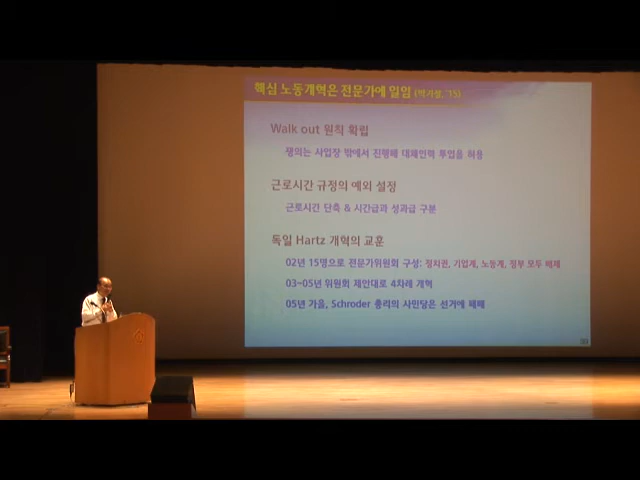 핵심 노동개혁은 전문가에 일임 (박기성, '15)
Walk out 원칙 확립
쟁의는 사업장 밖에서 진행해 대체인력 투입을 허용
근로시간 규정의 예외 설정
근로시간 단축 & 시간급과 성과급 구분
독일 Hartz 개혁의 교훈
02년 15명으로 전문가위원회 구성: 정치권, 기업계, 노동계, 정부 모두 배제
03~05년 위원회 제안대로 4차례 개혁
05년 가을, Schroder 총리의 사민당은 선거에 패배